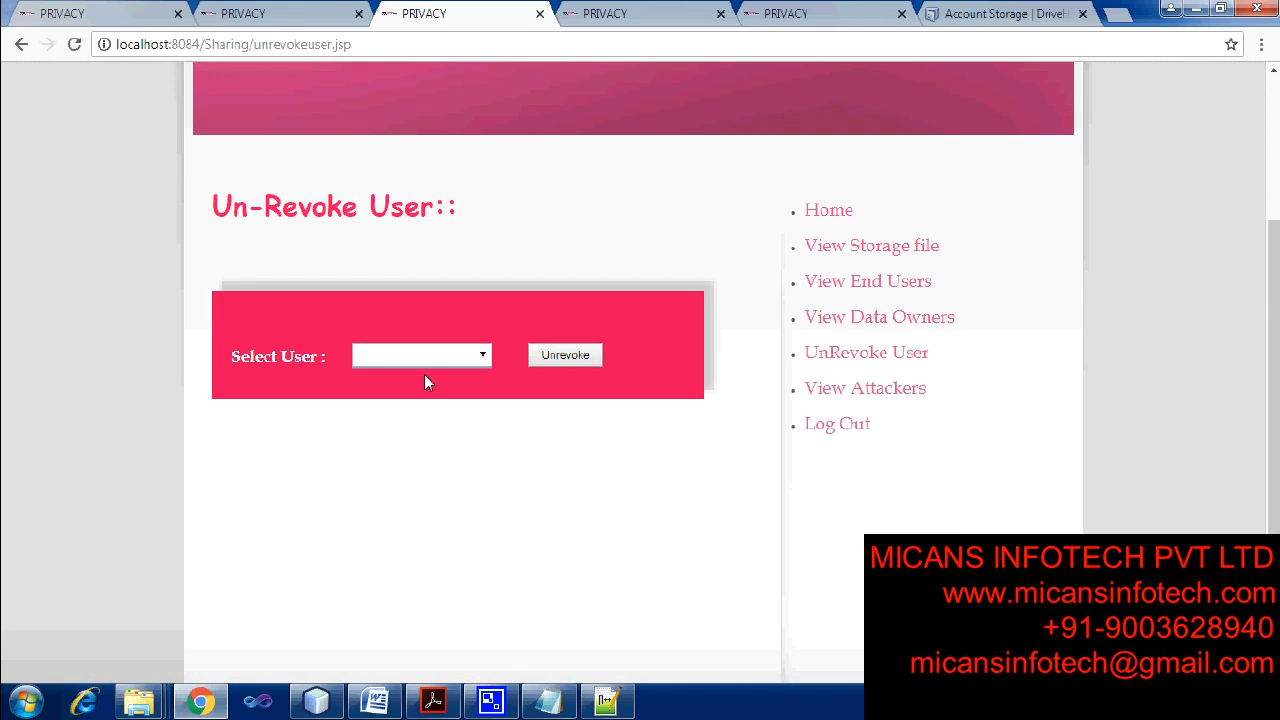 PRIVACY
PRIVACY
PRIVACY
PRIVACY
PRIVACY
Account Storage | DriveH
localhost:8084/Sharing/unrevokeuser.jsp
Un-Revoke User::
Select User :
Unrevoke
Home
View Storage file
View End Users
View Data Owners
UnRevoke User
View Attackers
Log Out
MICANS INFOTECH PVT LTD
www.micansinfotech.com
+91-9003628940
micansinfotech@gmail.com